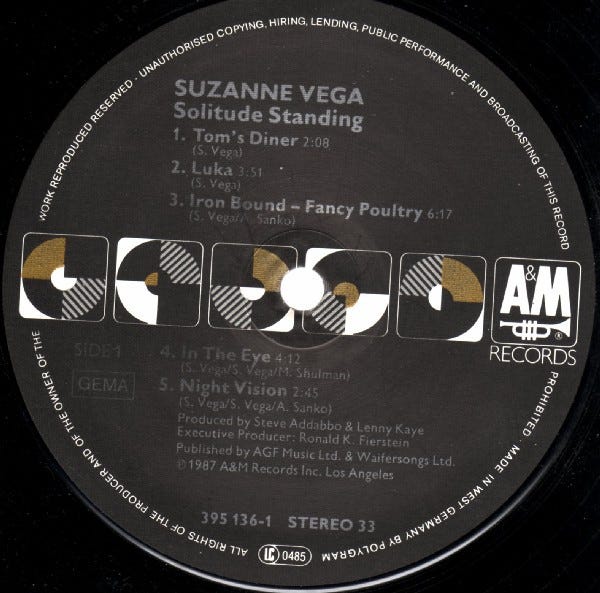 WORK REPRODUCED RESERVED · UNAUTHORISED COPYING, HIRING, LENDING, PUBLIC PERFORMANCE AND BROADCASTING OF THIS RECORD
SUZANNE VEGA
Solitude Standing
1. Tom's Diner 2:08
(S. Vega)
2. Luka 3:51
(S. Vega)
3. Iron Bound – Fancy Poultry 6:17
(S. Vega/A. Sanko)
A&M
RECORDS
SIDE 1
GEMA
4. In The Eye 4:12
(S. Vega/S. Vega/M. Shulman)
5. Night Vision 2:45
(S. Vega/S. Vega/A. Sanko)
Produced by Steve Addabbo & Lenny Kaye
Executive Producer: Ronald K. Fierstein
Published by AGF Music Ltd. & Waifersongs Ltd.
©1987 A&M Records Inc. Los Angeles
395 136-1 STEREO 33
ALL RIGHTS OF THE PRODUCER AND OF THE OWNER OF THE
LC 0485
PROHIBITED · MADE IN WEST GERMANY BY POLYGRAM